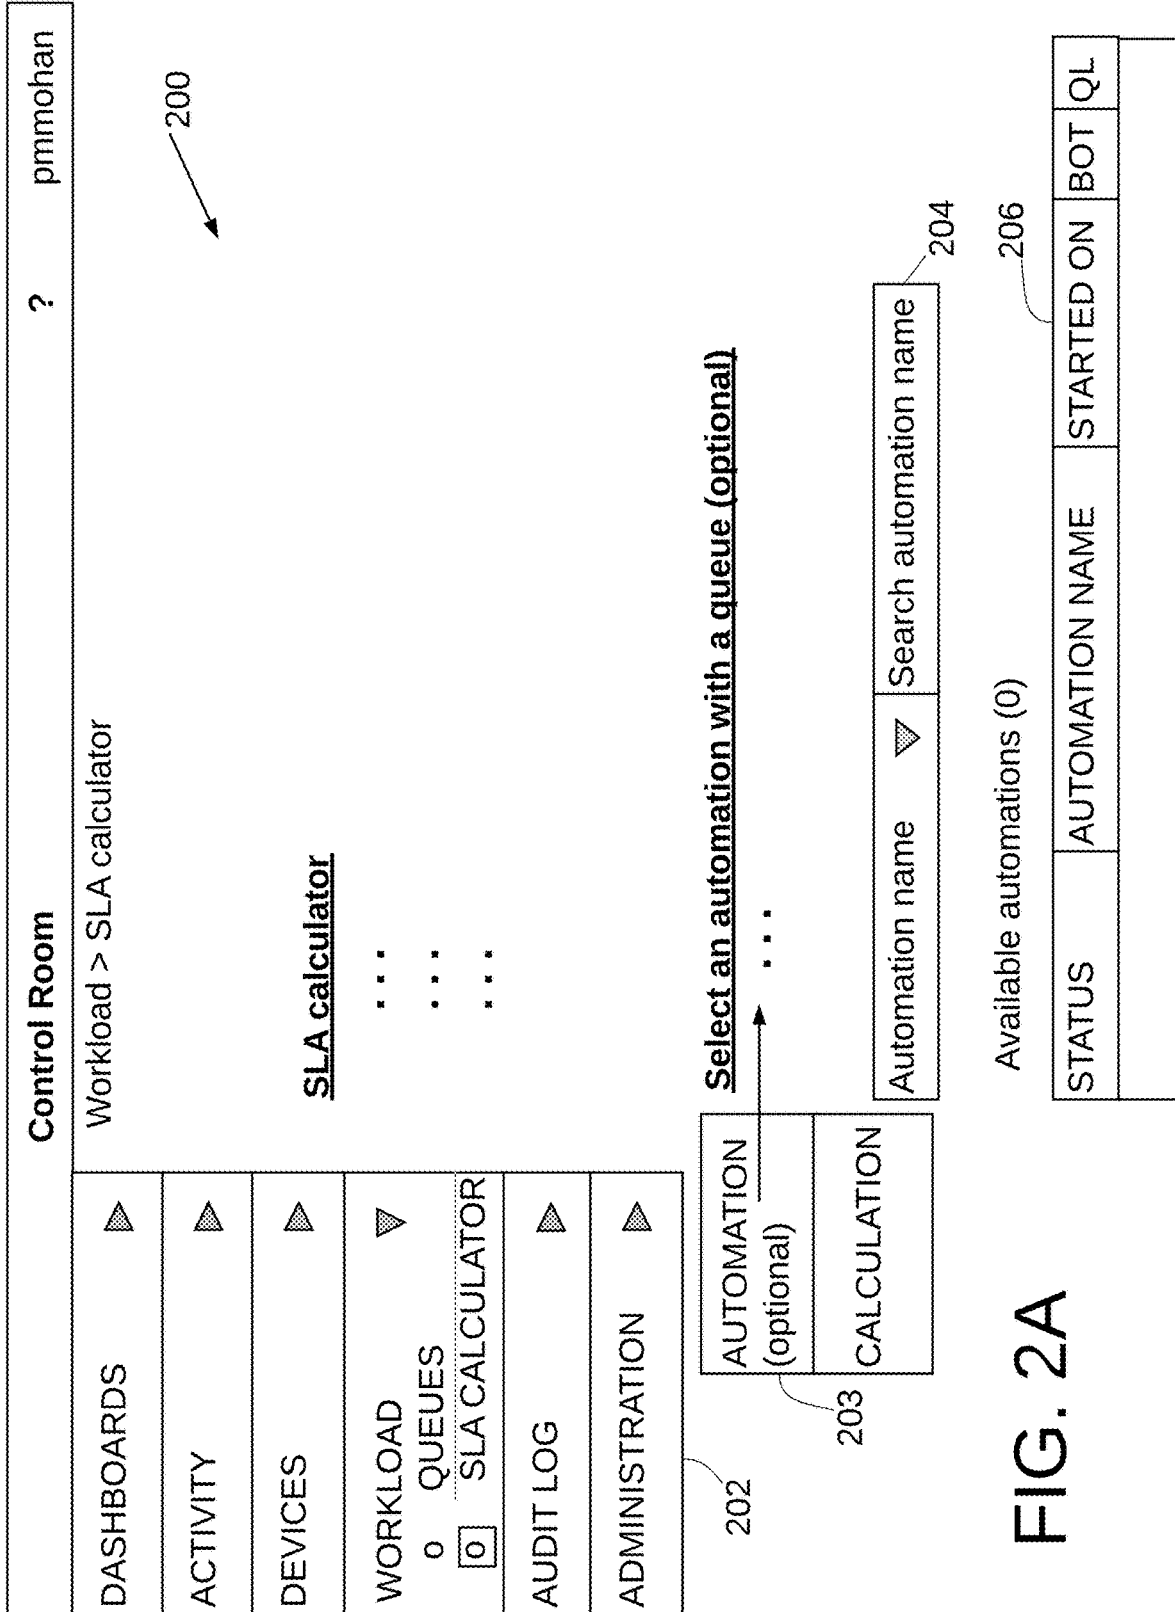 Control Room ? pmmohan
Workload > SLA calculator
200
DASHBOARDS
ACTIVITY
DEVICES
WORKLOAD
o QUEUES
o SLA CALCULATOR
AUDIT LOG
ADMINISTRATION
202
SLA calculator
...
...
...
AUTOMATION
(optional)
CALCULATION
203
Select an automation with a queue (optional)
...
Automation name Search automation name
204
Available automations (0)
206
STATUS AUTOMATION NAME STARTED ON BOT QL
FIG. 2A